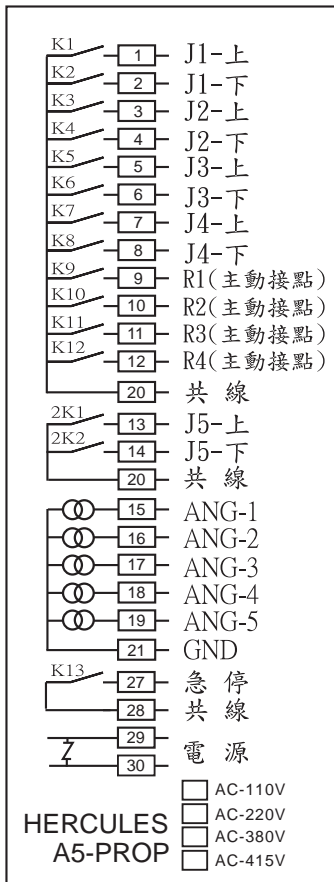 K1 1 J1-上
K2 2 J1-下
K3 3 J2-上
K4 4 J2-下
K5 5 J3-上
K6 6 J3-下
K7 7 J4-上
K8 8 J4-下
K9 9 R1(主動接點)
K10 10 R2(主動接點)
K11 11 R3(主動接點)
K12 12 R4(主動接點)
20 共線
2K1 13 J5-上
2K2 14 J5-下
20 共線
15 ANG-1
16 ANG-2
17 ANG-3
18 ANG-4
19 ANG-5
21 GND
K13 27 急停
28 共線
29
電源
30
HERCULES
A5-PROP
AC-110V
AC-220V
AC-380V
AC-415V